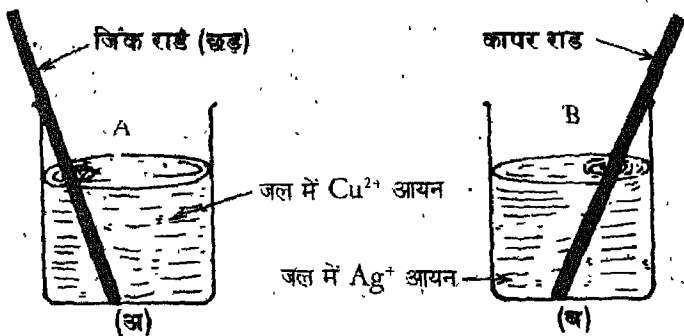 जिंक राड (छड़)
कापर राड
A
B
जल में Cu²⁺ आयन
जल में Ag⁺ आयन
(अ)
(ब)